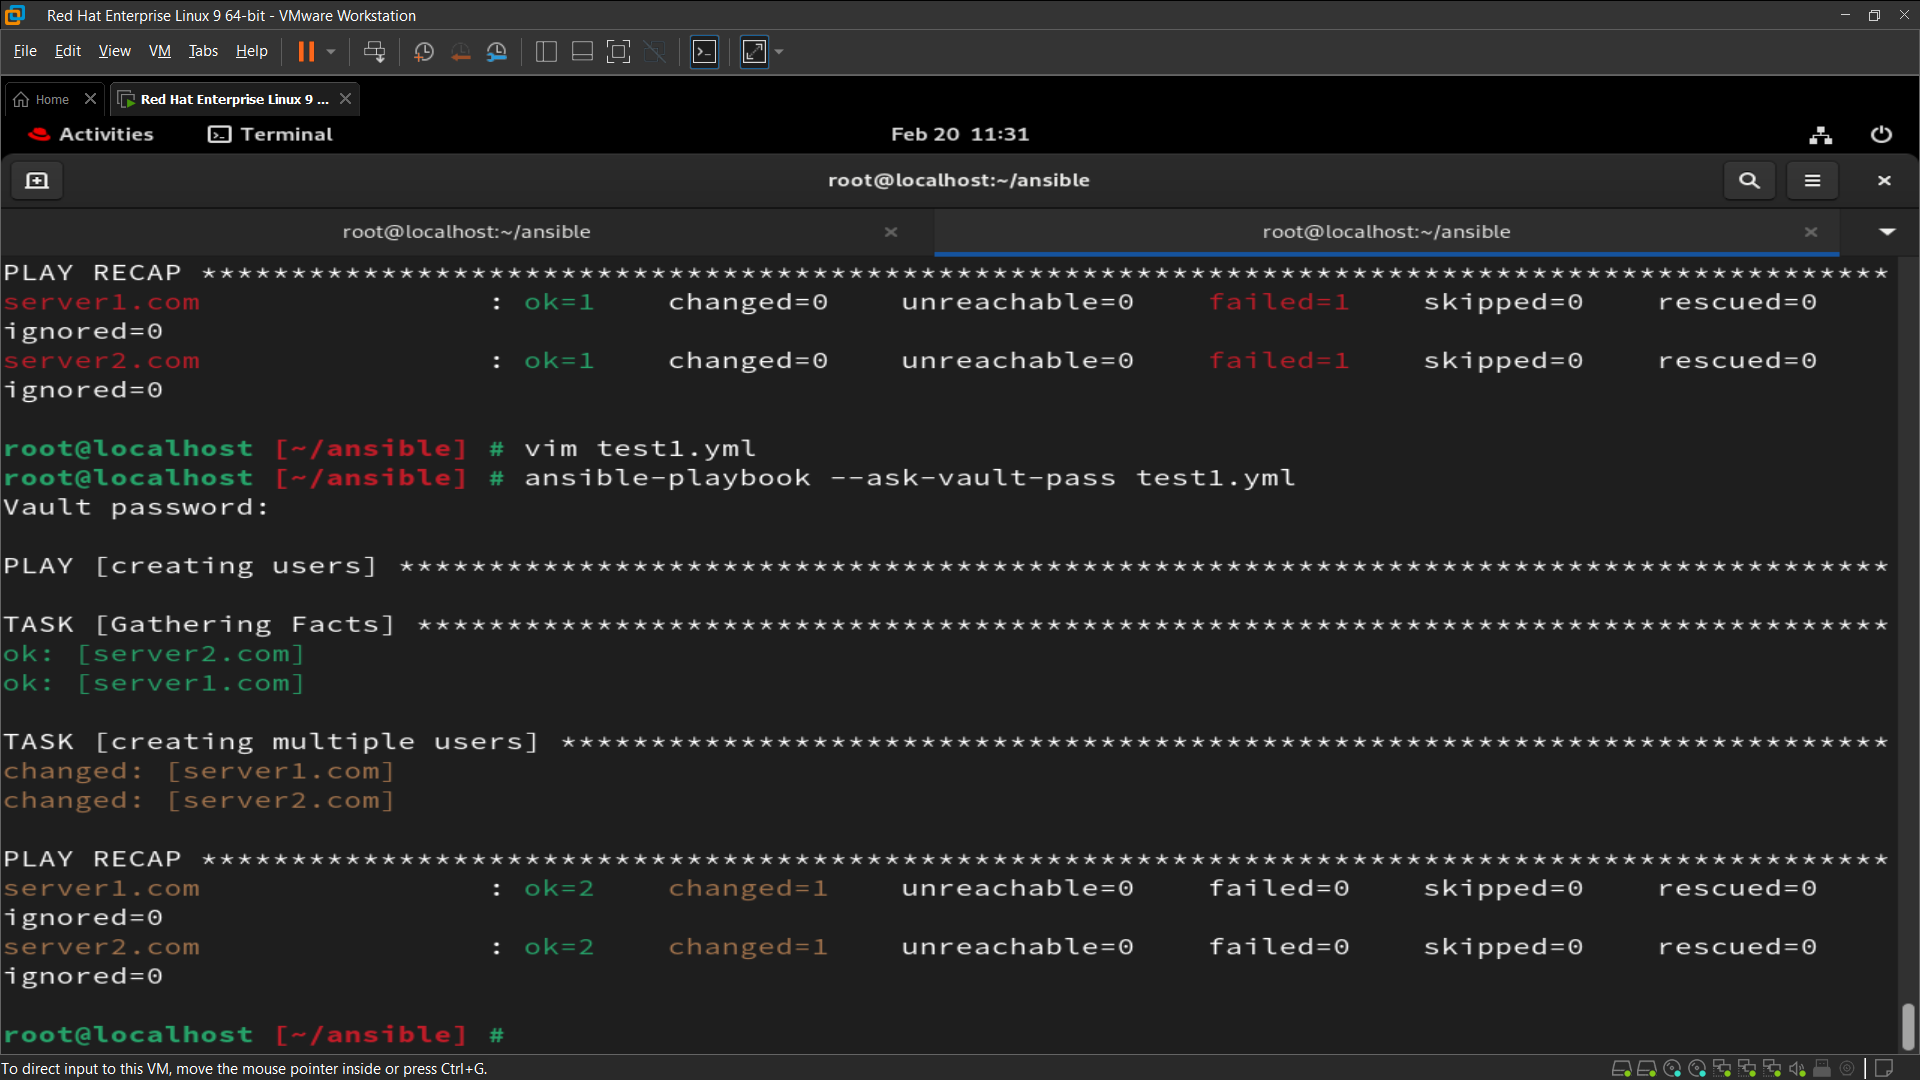 Red Hat Enterprise Linux 9 64-bit - VMware Workstation
File Edit View VM Tabs Help
Home Red Hat Enterprise Linux 9 ...
Activities Terminal Feb 20 11:31
root@localhost:~/ansible
root@localhost:~/ansible root@localhost:~/ansible
PLAY RECAP *********************************************************************************************
server1.com : ok=1 changed=0 unreachable=0 failed=1 skipped=0 rescued=0
ignored=0
server2.com : ok=1 changed=0 unreachable=0 failed=1 skipped=0 rescued=0
ignored=0
root@localhost [~/ansible] # vim test1.yml
root@localhost [~/ansible] # ansible-playbook --ask-vault-pass test1.yml
Vault password:
PLAY [creating users] **********************************************************************************
TASK [Gathering Facts] *********************************************************************************
ok: [server2.com]
ok: [server1.com]
TASK [creating multiple users] *************************************************************************
changed: [server1.com]
changed: [server2.com]
PLAY RECAP *********************************************************************************************
server1.com : ok=2 changed=1 unreachable=0 failed=0 skipped=0 rescued=0
ignored=0
server2.com : ok=2 changed=1 unreachable=0 failed=0 skipped=0 rescued=0
ignored=0
root@localhost [~/ansible] #
To direct input to this VM, move the mouse pointer inside or press Ctrl+G.